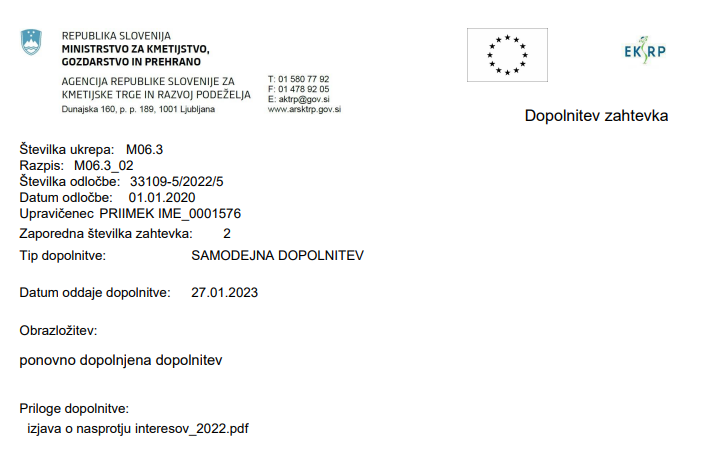 REPUBLIKA SLOVENIJA
MINISTRSTVO ZA KMETIJSTVO,
GOZDARSTVO IN PREHRANO
AGENCIJA REPUBLIKE SLOVENIJE ZA
KMETIJSKE TRGE IN RAZVOJ PODEŽELJA
Dunajska 160, p. p. 189, 1001 Ljubljana
T: 01 580 77 92
F: 01 478 92 05
E: aktrp@gov.si
www.arsktrp.gov.si
EKSRP
Dopolnitev zahtevka
Številka ukrepa: M06.3
Razpis: M06.3_02
Številka odločbe: 33109-5/2022/5
Datum odločbe: 01.01.2020
Upravičenec PRIIMEK IME_0001576
Zaporedna številka zahtevka: 2
Tip dopolnitve: SAMODEJNA DOPOLNITEV
Datum oddaje dopolnitve: 27.01.2023
Obrazložitev:
ponovno dopolnjena dopolnitev
Priloge dopolnitve:
izjava o nasprotju interesov_2022.pdf